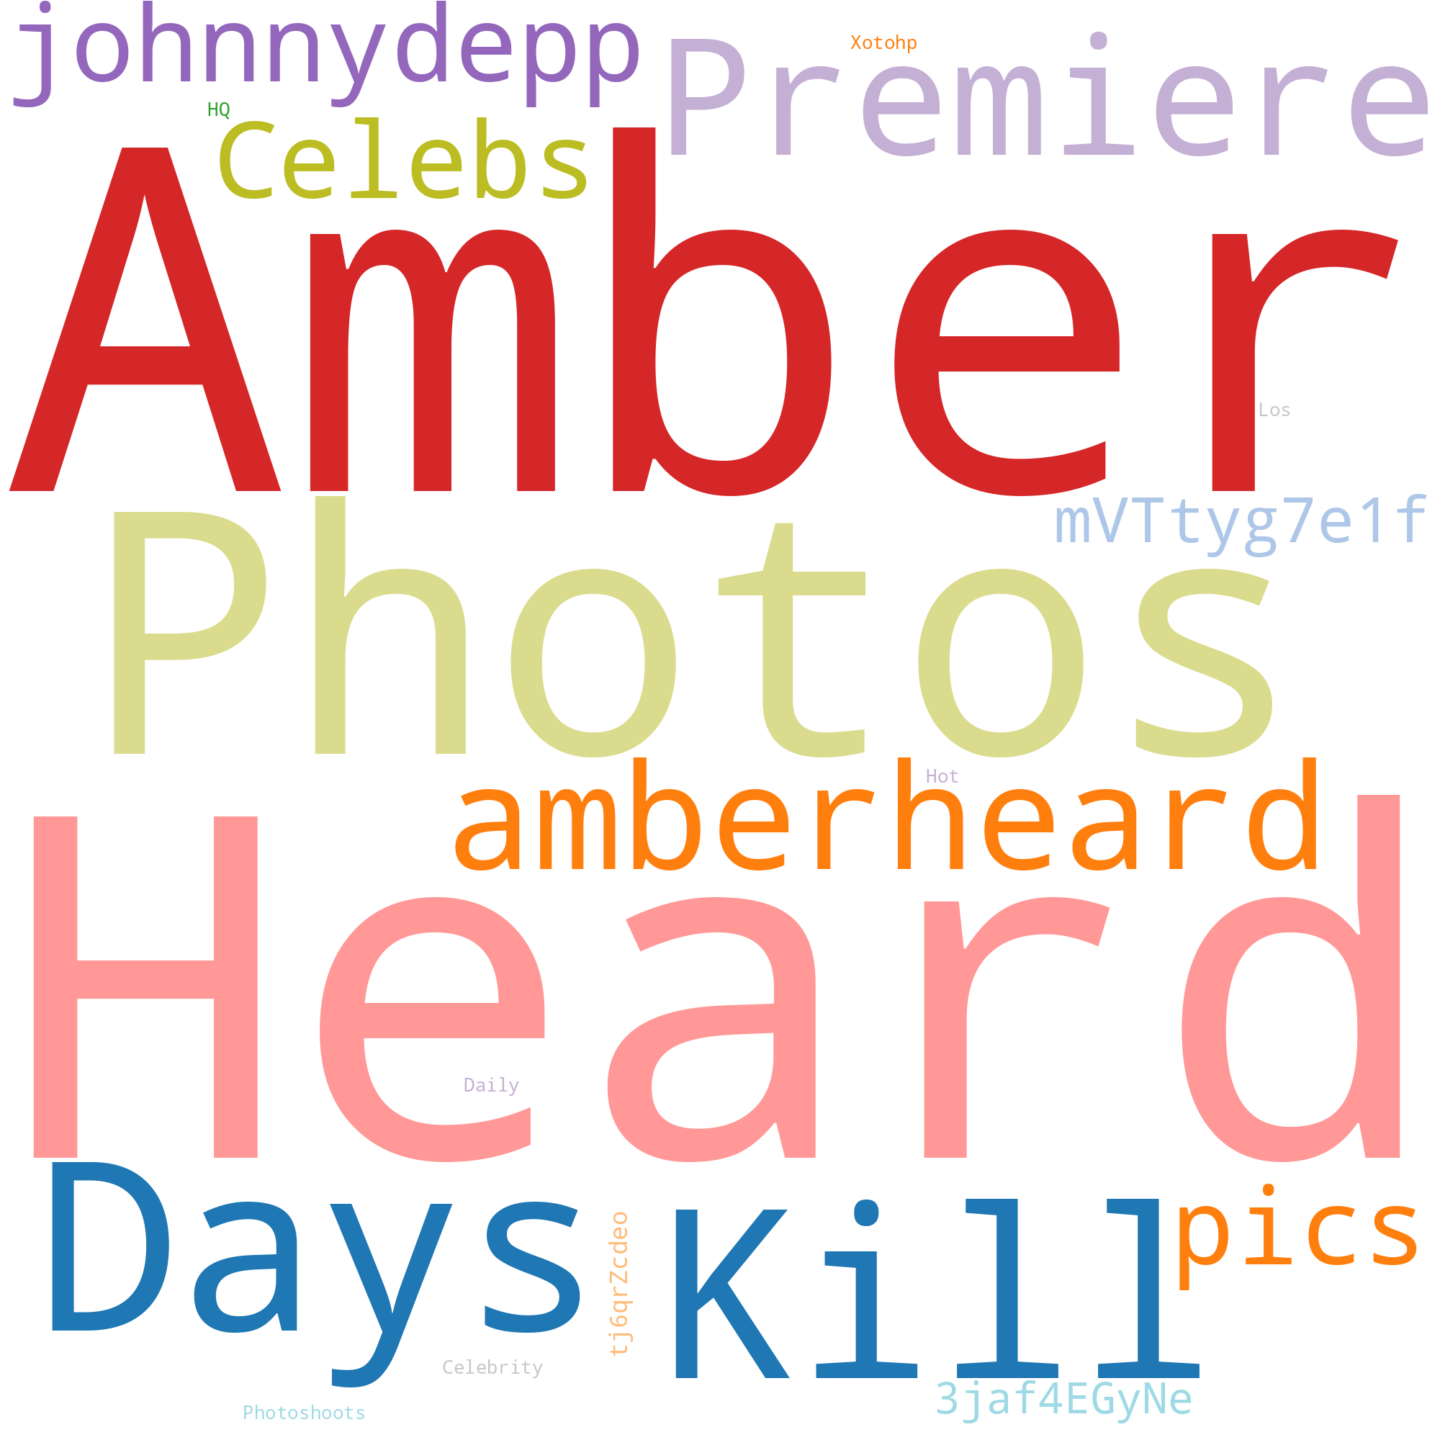 johnnydepp
Xotohp
Premiere
HQ
Celebs
Amber
Los
mVTtyg7e1f
Photos
Hot
amberheard
Heard
Daily
Days
Kill
pics
tj6qrZcdeo
Celebrity
3jaf4EGyNe
Photoshoots